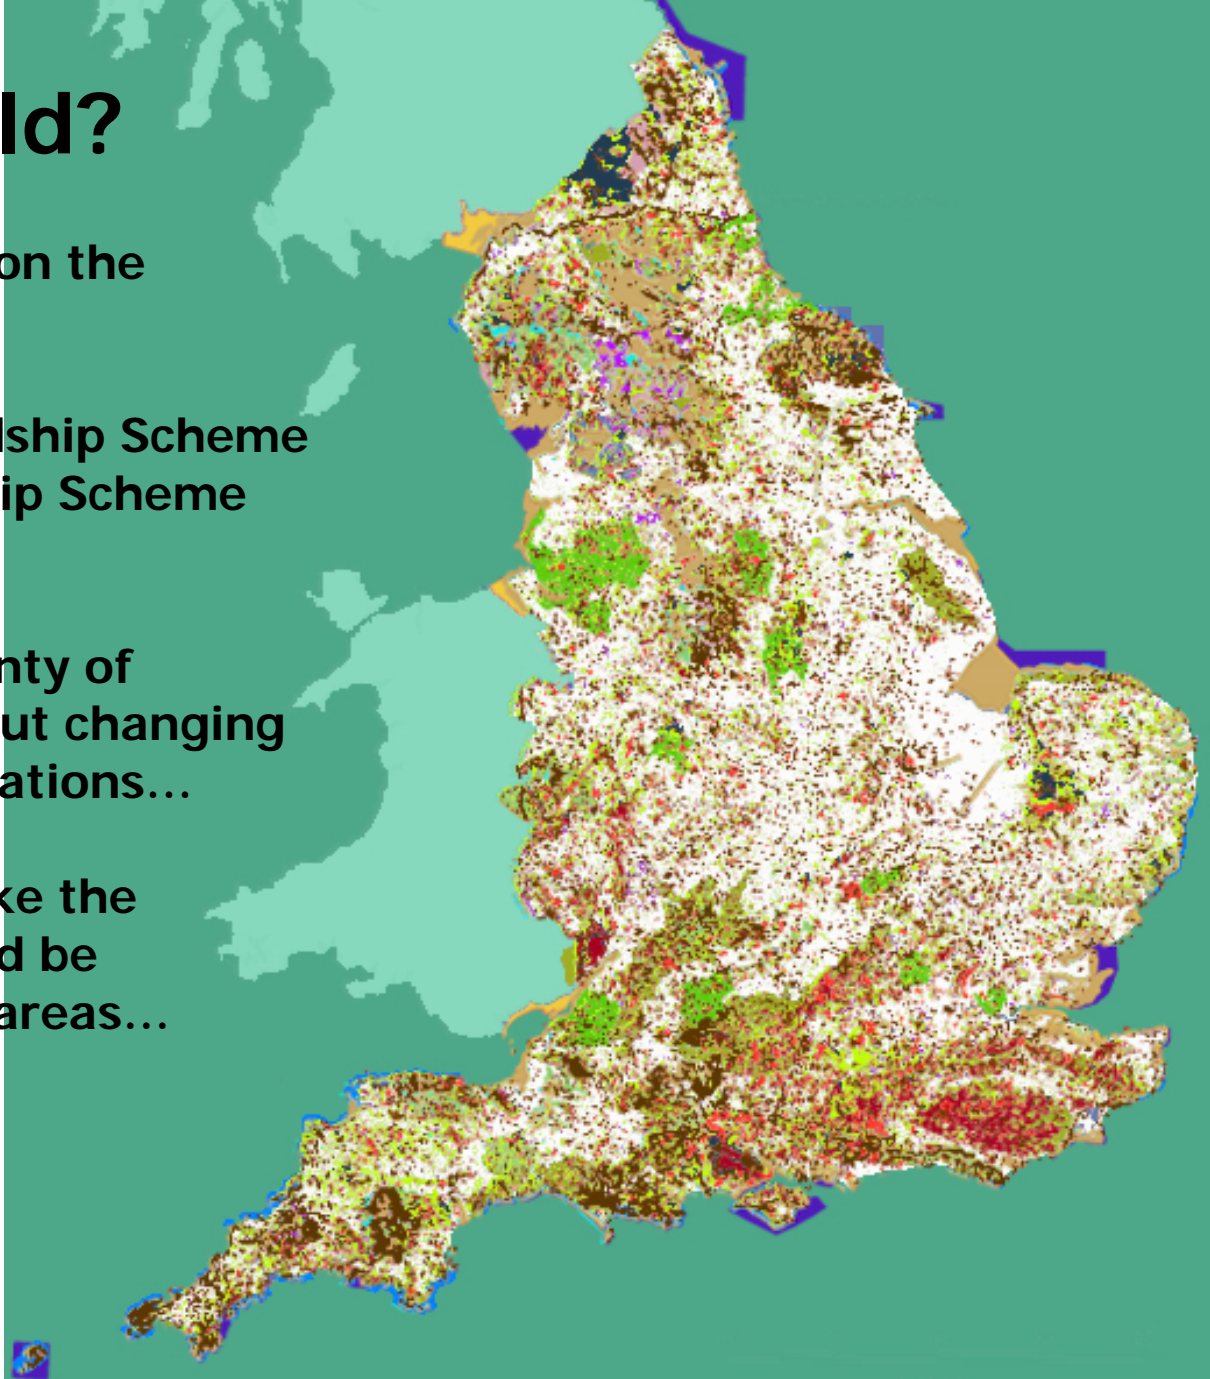 ld?
on the
lship Scheme
ip Scheme
nty of
ut changing
ations...
ke the
d be
areas...